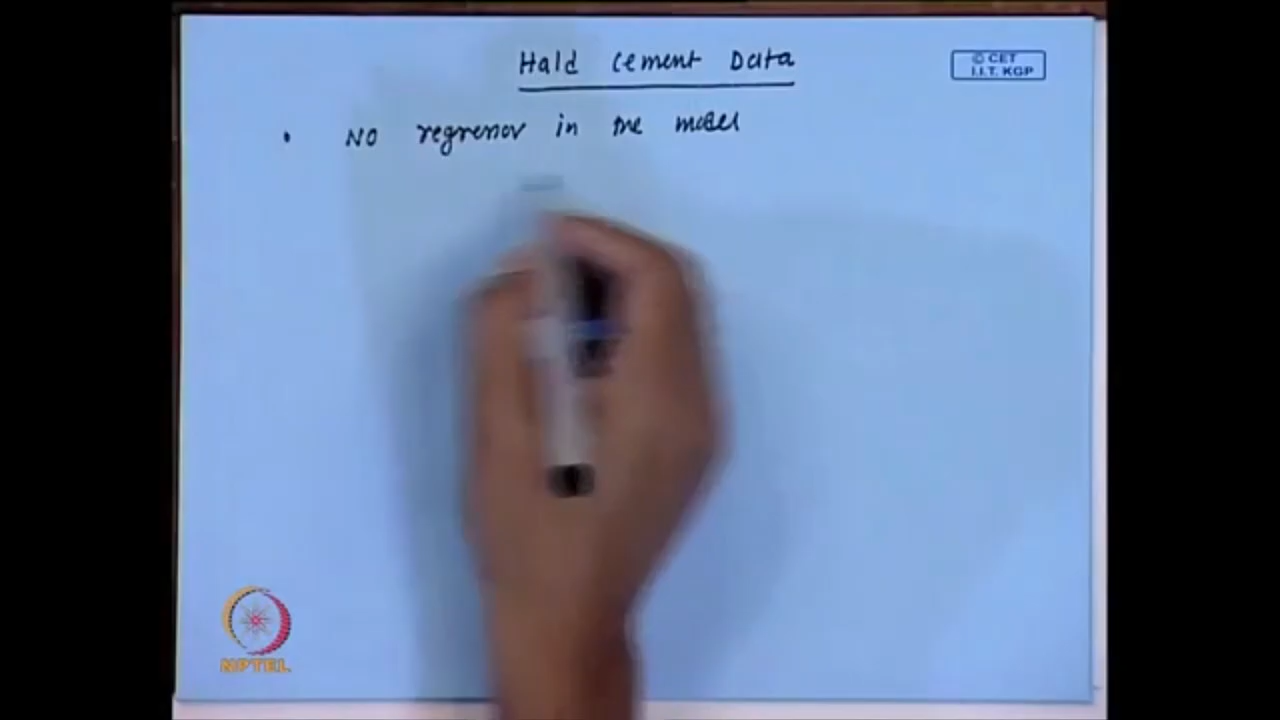 Hald cement Data
© CET
I.I.T. KGP
• No regressor in the model
NPTEL